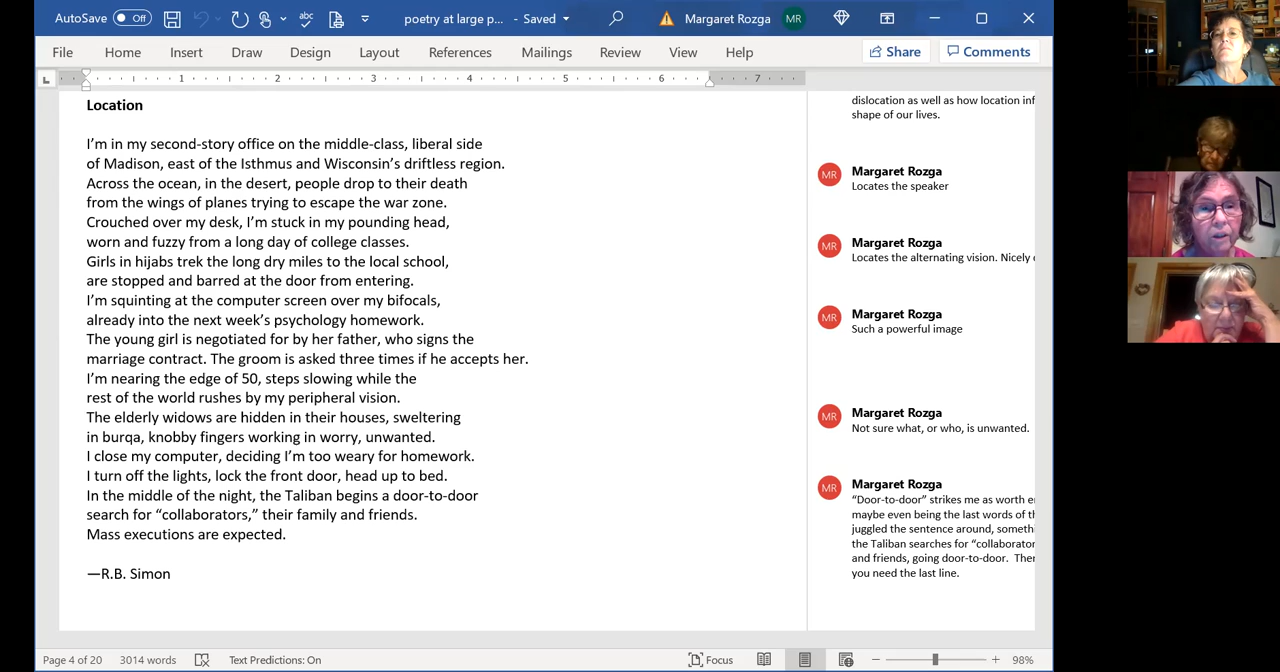 AutoSave Off poetry at large p... - Saved Margaret Rozga MR
File Home Insert Draw Design Layout References Mailings Review View Help Share Comments
1 2 3 4 5 6 7
Location
I'm in my second-story office on the middle-class, liberal side
of Madison, east of the Isthmus and Wisconsin's driftless region.
Across the ocean, in the desert, people drop to their death
from the wings of planes trying to escape the war zone.
Crouched over my desk, I'm stuck in my pounding head,
worn and fuzzy from a long day of college classes.
Girls in hijabs trek the long dry miles to the local school,
are stopped and barred at the door from entering.
I'm squinting at the computer screen over my bifocals,
already into the next week's psychology homework.
The young girl is negotiated for by her father, who signs the
marriage contract. The groom is asked three times if he accepts her.
I'm nearing the edge of 50, steps slowing while the
rest of the world rushes by my peripheral vision.
The elderly widows are hidden in their houses, sweltering
in burqa, knobby fingers working in worry, unwanted.
I close my computer, deciding I'm too weary for homework.
I turn off the lights, lock the front door, head up to bed.
In the middle of the night, the Taliban begins a door-to-door
search for “collaborators,” their family and friends.
Mass executions are expected.
—R.B. Simon
dislocation as well as how location inf
shape of our lives.
MR Margaret Rozga
Locates the speaker
MR Margaret Rozga
Locates the alternating vision. Nicely
MR Margaret Rozga
Such a powerful image
MR Margaret Rozga
Not sure what, or who, is unwanted.
MR Margaret Rozga
“Door-to-door” strikes me as worth e
maybe even being the last words of th
juggled the sentence around, somethi
the Taliban searches for “collaborator
and friends, going door-to-door. Ther
you need the last line.
Page 4 of 20 3014 words Text Predictions: On Focus 98%